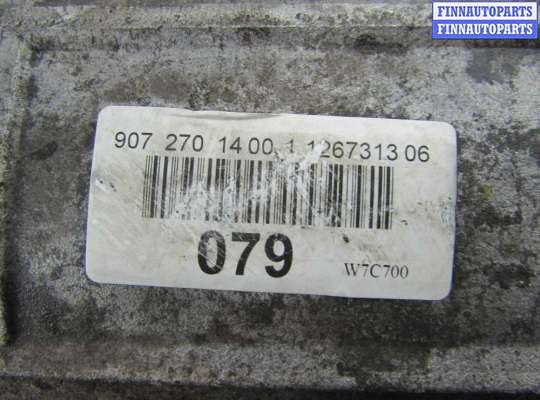 FINNAUTOPARTS
FINNAUTOPARTS
907 270 14 00 1 1267313 06
079
W7C700